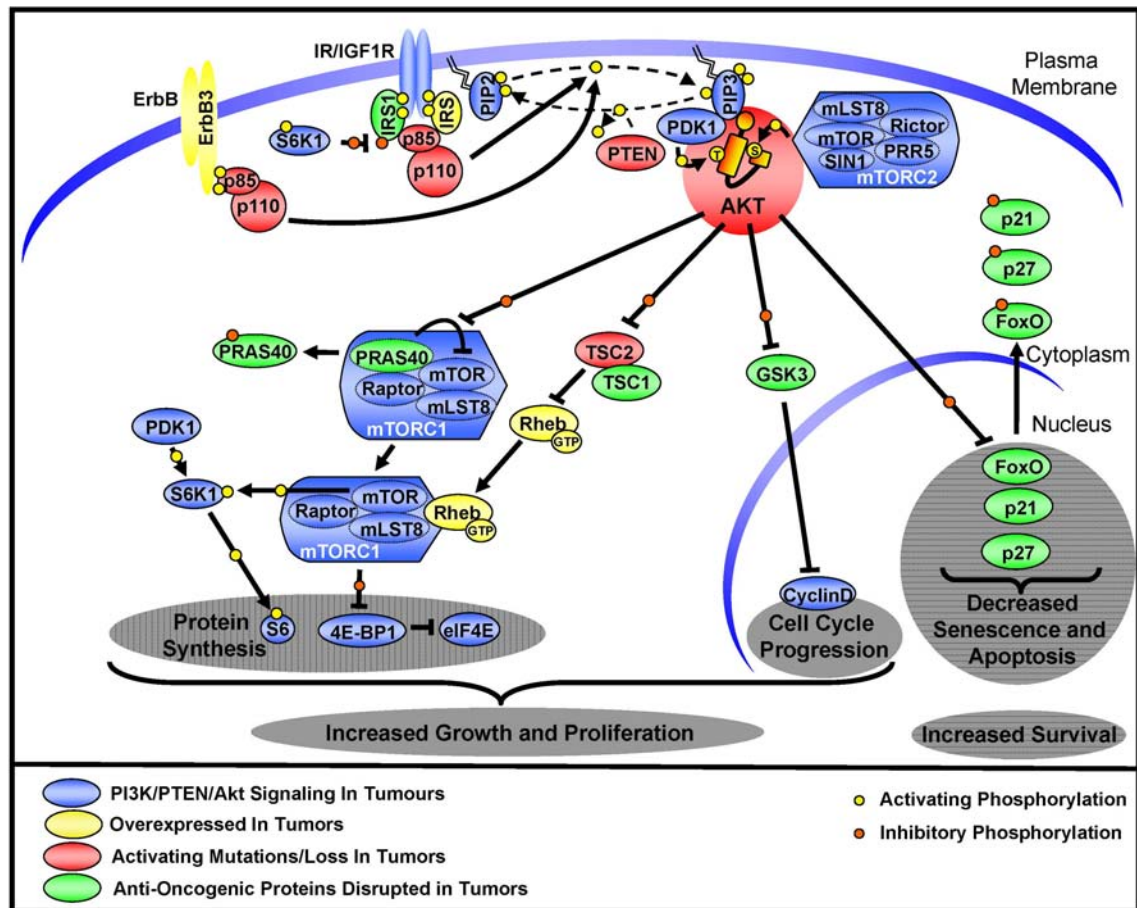 IR/IGF1R
Plasma
Membrane
ErbB
ErbB3
PIP2
PIP3
IRS1
IRS
S6K1
p85
p110
p85
p110
PTEN
PDK1
T
S
AKT
mLST8
mTOR
Rictor
SIN1
PRR5
mTORC2
p21
p27
FoxO
Cytoplasm
Nucleus
PRAS40
PRAS40
mTOR
Raptor
mLST8
mTORC1
TSC2
TSC1
GSK3
Rheb
GTP
PDK1
S6K1
mTOR
Raptor
mLST8
mTORC1
Rheb
GTP
FoxO
p21
p27
Decreased
Senescence and
Apoptosis
Protein
Synthesis
S6
4E-BP1
eIF4E
CyclinD
Cell Cycle
Progression
Increased Growth and Proliferation
Increased Survival
PI3K/PTEN/Akt Signaling In Tumours
Overexpressed In Tumors
Activating Mutations/Loss In Tumors
Anti-Oncogenic Proteins Disrupted in Tumors
Activating Phosphorylation
Inhibitory Phosphorylation